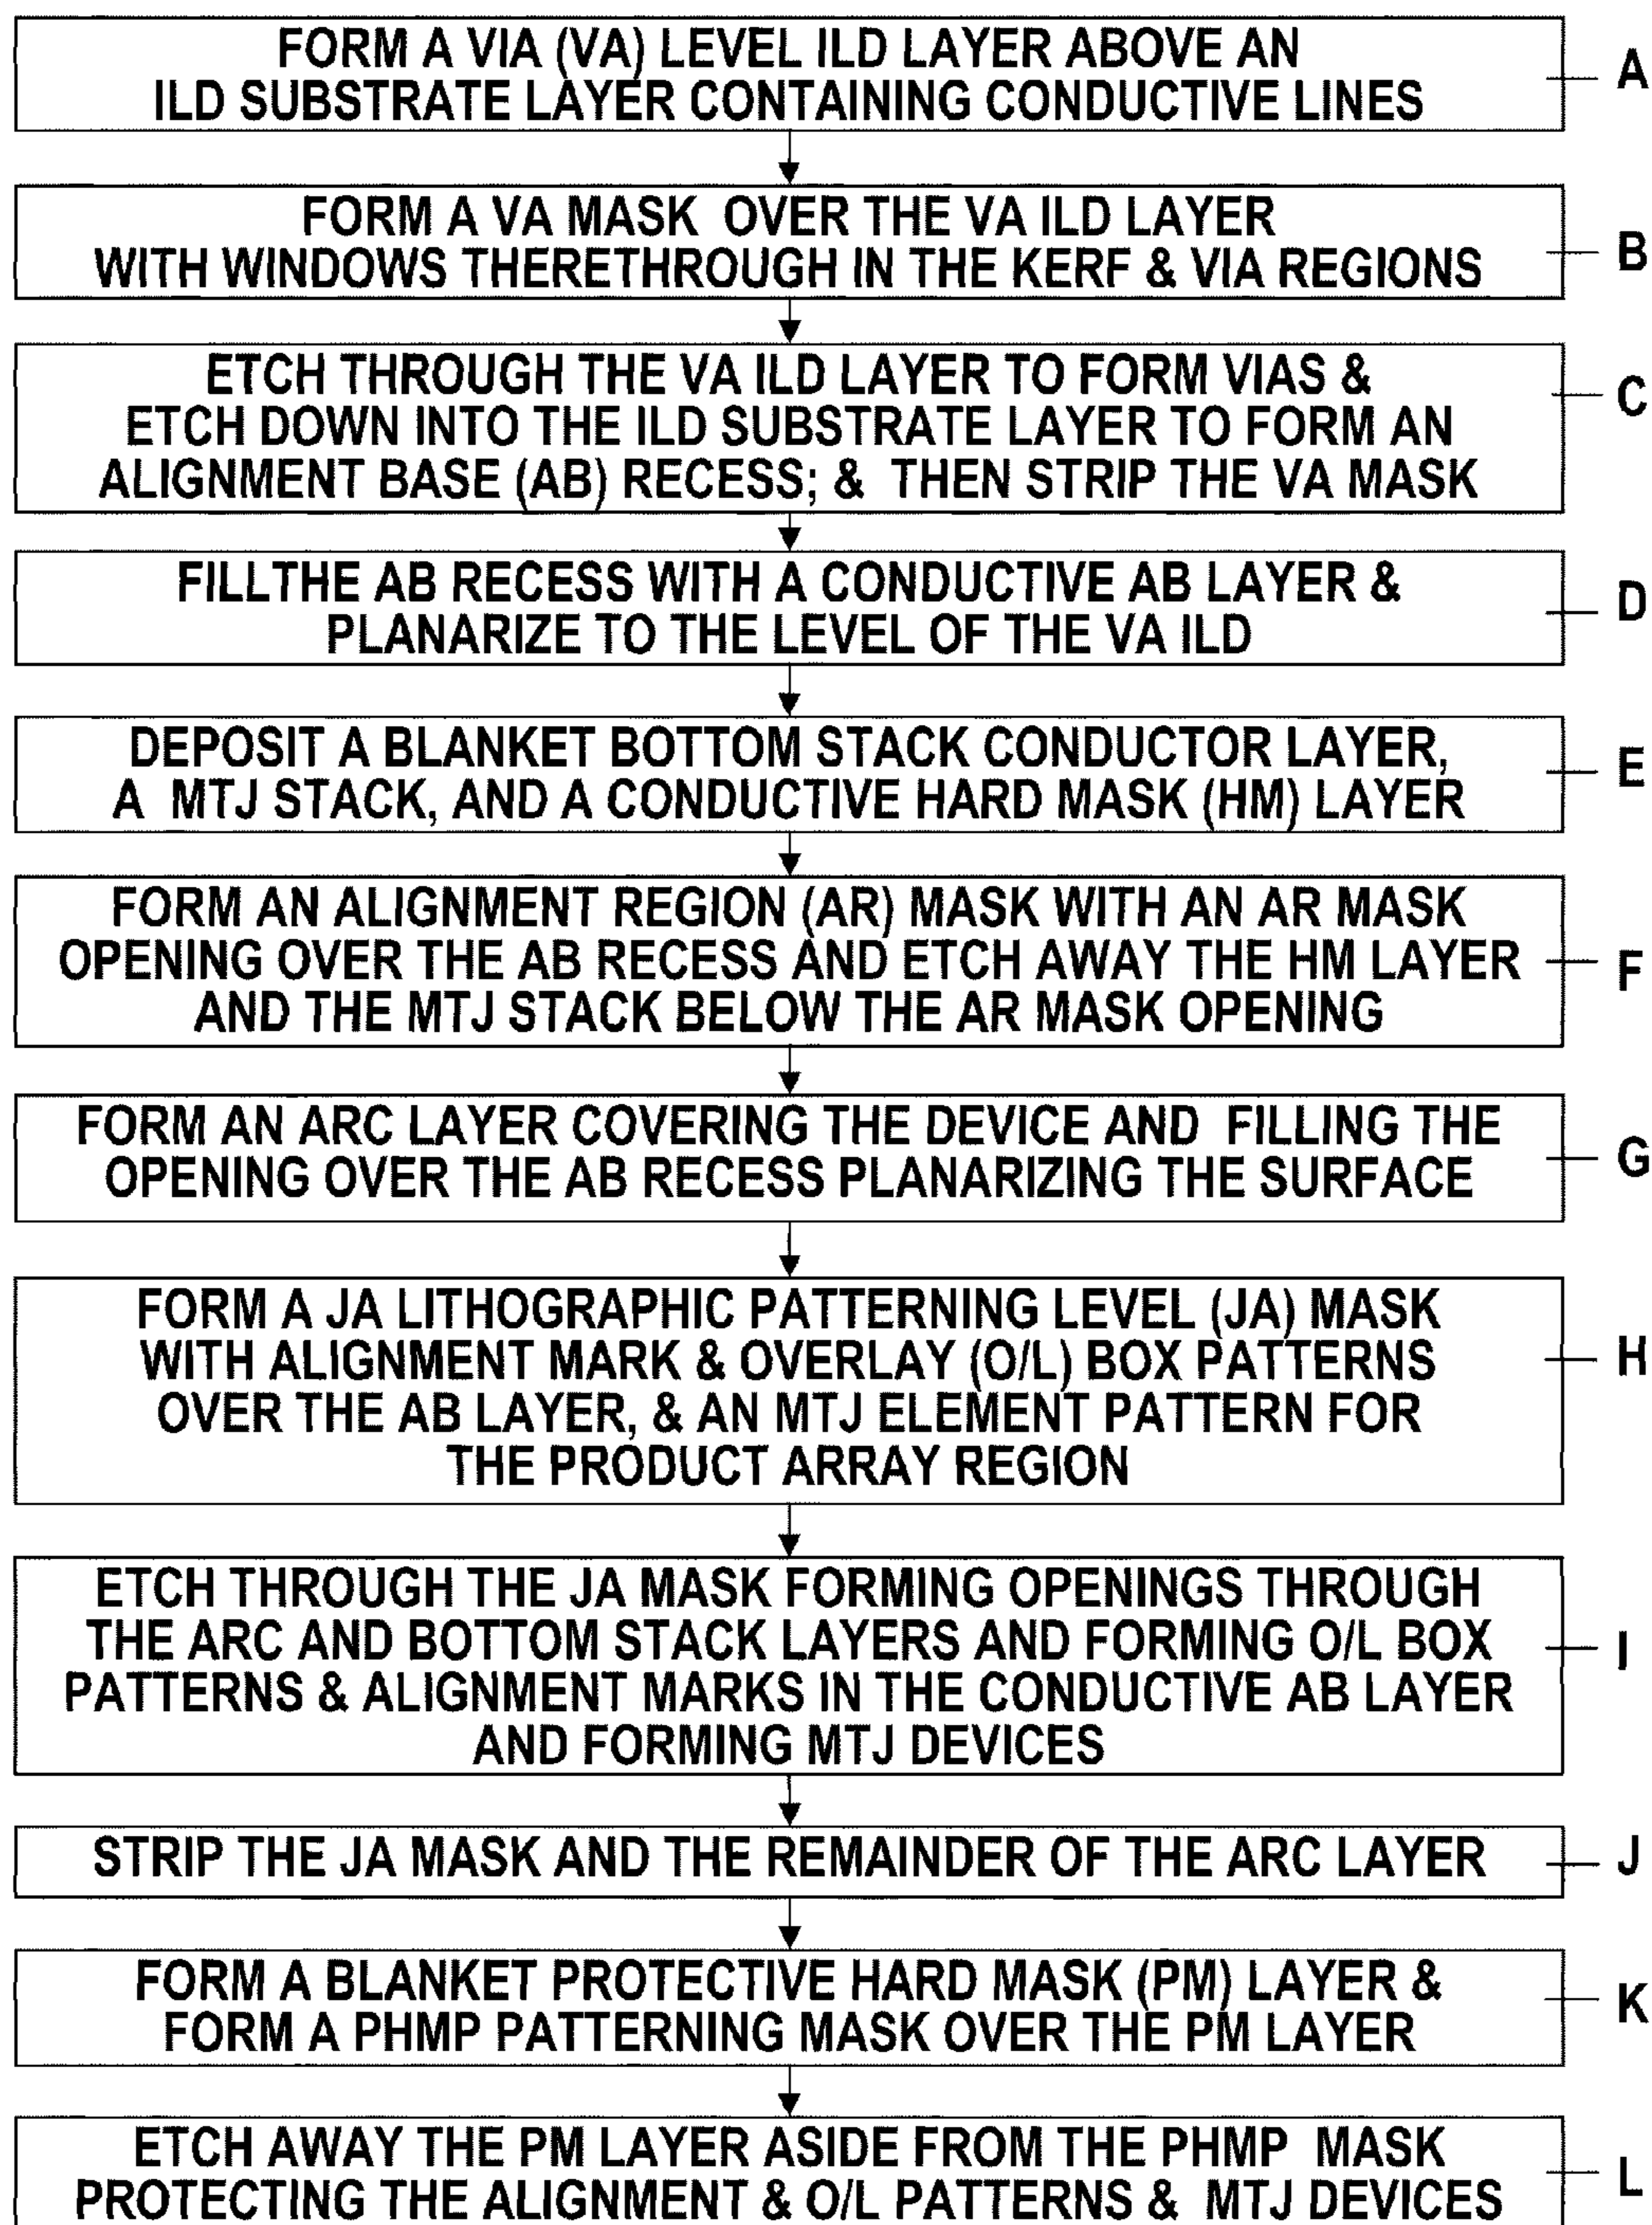 FORM A VIA (VA) LEVEL ILD LAYER ABOVE AN
ILD SUBSTRATE LAYER CONTAINING CONDUCTIVE LINES
A
FORM A VA MASK OVER THE VA ILD LAYER
WITH WINDOWS THERETHROUGH IN THE KERF & VIA REGIONS
B
ETCH THROUGH THE VA ILD LAYER TO FORM VIAS &
ETCH DOWN INTO THE ILD SUBSTRATE LAYER TO FORM AN
ALIGNMENT BASE (AB) RECESS; & THEN STRIP THE VA MASK
C
FILLTHE AB RECESS WITH A CONDUCTIVE AB LAYER &
PLANARIZE TO THE LEVEL OF THE VA ILD
D
DEPOSIT A BLANKET BOTTOM STACK CONDUCTOR LAYER,
A MTJ STACK, AND A CONDUCTIVE HARD MASK (HM) LAYER
E
FORM AN ALIGNMENT REGION (AR) MASK WITH AN AR MASK
OPENING OVER THE AB RECESS AND ETCH AWAY THE HM LAYER
AND THE MTJ STACK BELOW THE AR MASK OPENING
F
FORM AN ARC LAYER COVERING THE DEVICE AND FILLING THE
OPENING OVER THE AB RECESS PLANARIZING THE SURFACE
G
FORM A JA LITHOGRAPHIC PATTERNING LEVEL (JA) MASK
WITH ALIGNMENT MARK & OVERLAY (O/L) BOX PATTERNS
OVER THE AB LAYER, & AN MTJ ELEMENT PATTERN FOR
THE PRODUCT ARRAY REGION
H
ETCH THROUGH THE JA MASK FORMING OPENINGS THROUGH
THE ARC AND BOTTOM STACK LAYERS AND FORMING O/L BOX
PATTERNS & ALIGNMENT MARKS IN THE CONDUCTIVE AB LAYER
AND FORMING MTJ DEVICES
I
STRIP THE JA MASK AND THE REMAINDER OF THE ARC LAYER
J
FORM A BLANKET PROTECTIVE HARD MASK (PM) LAYER &
FORM A PHMP PATTERNING MASK OVER THE PM LAYER
K
ETCH AWAY THE PM LAYER ASIDE FROM THE PHMP MASK
PROTECTING THE ALIGNMENT & O/L PATTERNS & MTJ DEVICES
L